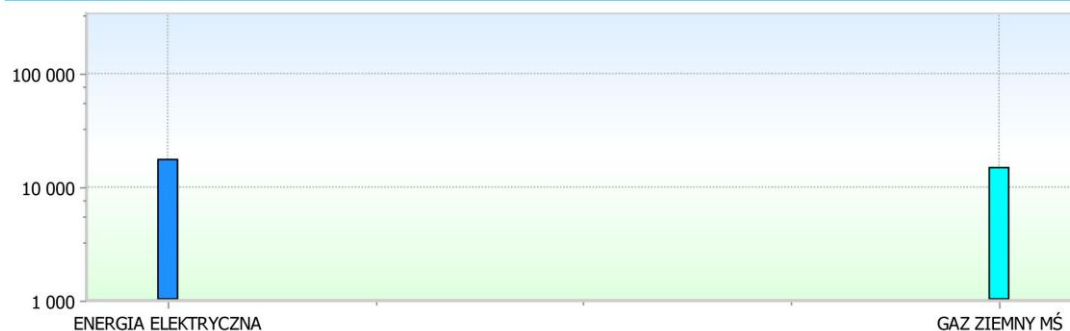 100 000
10 000
1 000
ENERGIA ELEKTRYCZNA
GAZ ZIEMNY MŚ